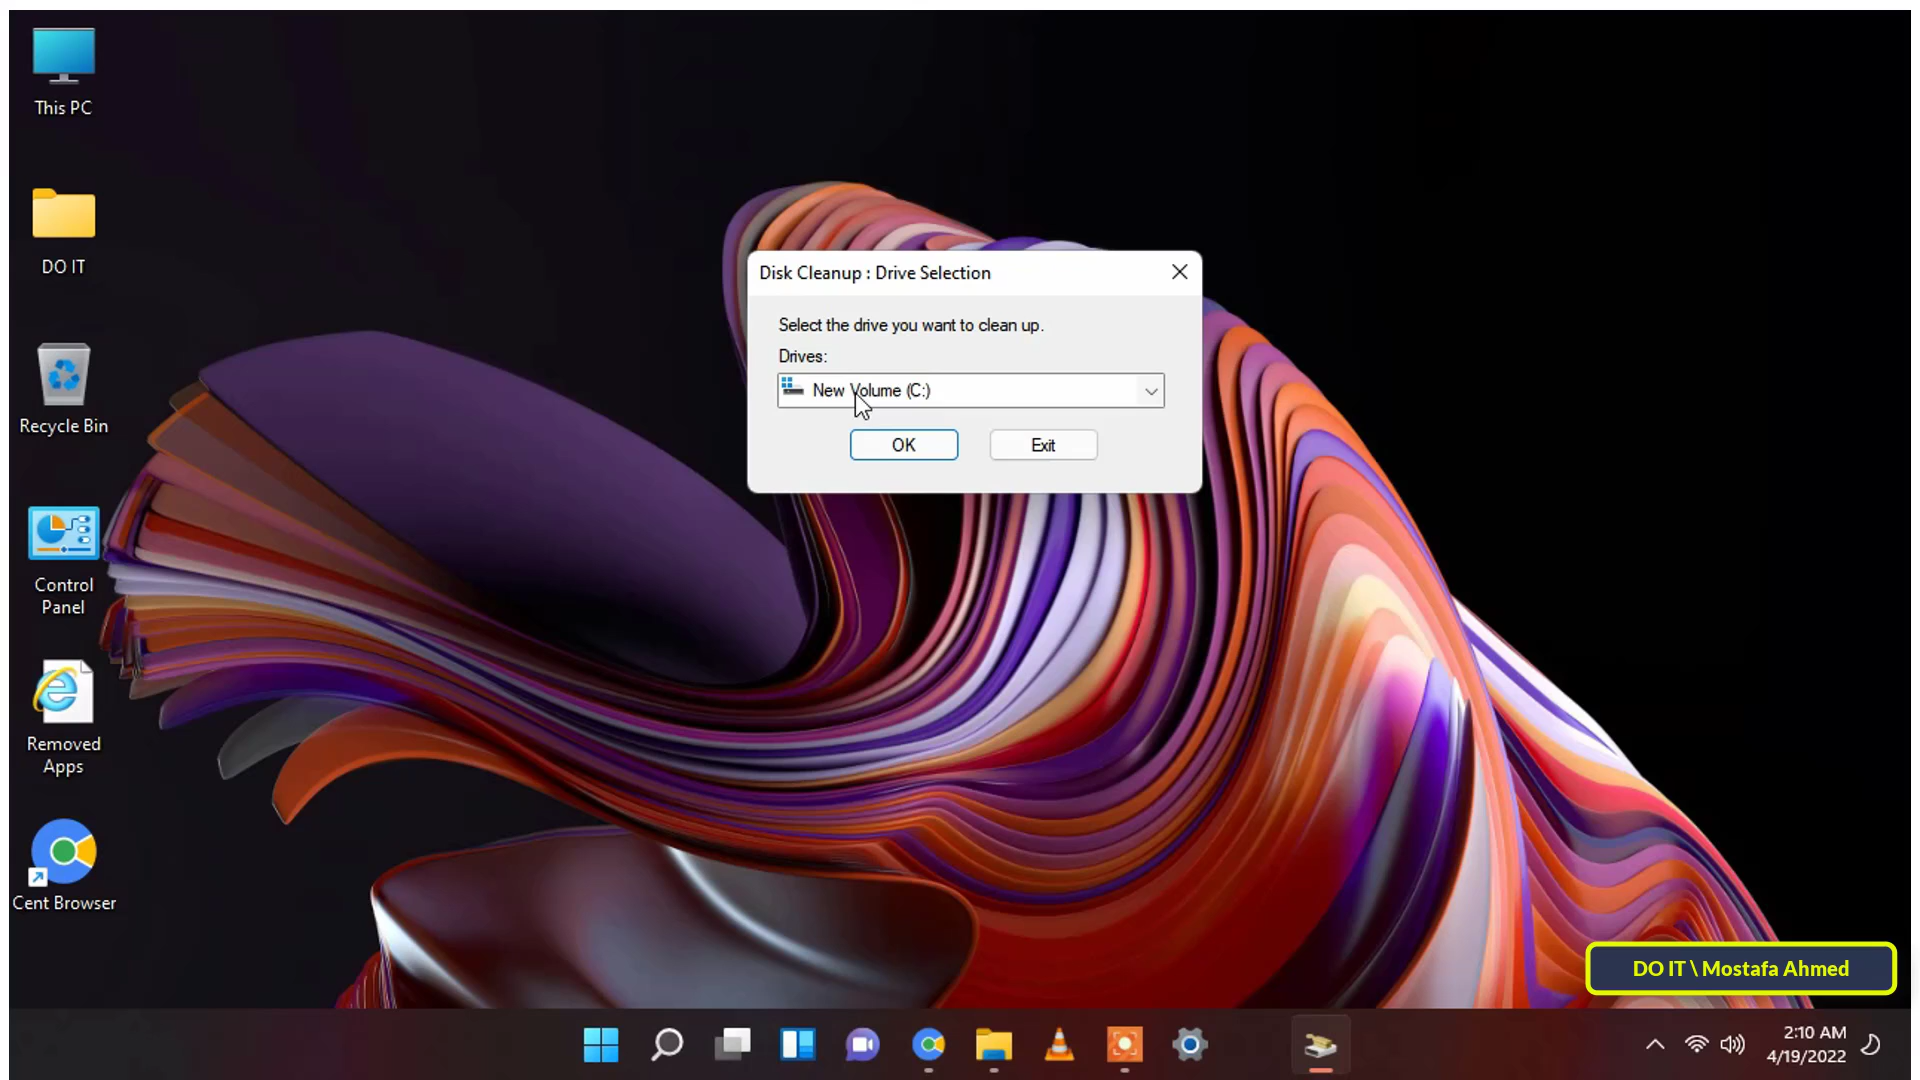 This PC
DO IT
Recycle Bin
Control
Panel
Removed
Apps
Cent Browser
Disk Cleanup : Drive Selection
Select the drive you want to clean up.
Drives:
New Volume (C:)
OK
Exit
DO IT \ Mostafa Ahmed
2:10 AM
4/19/2022